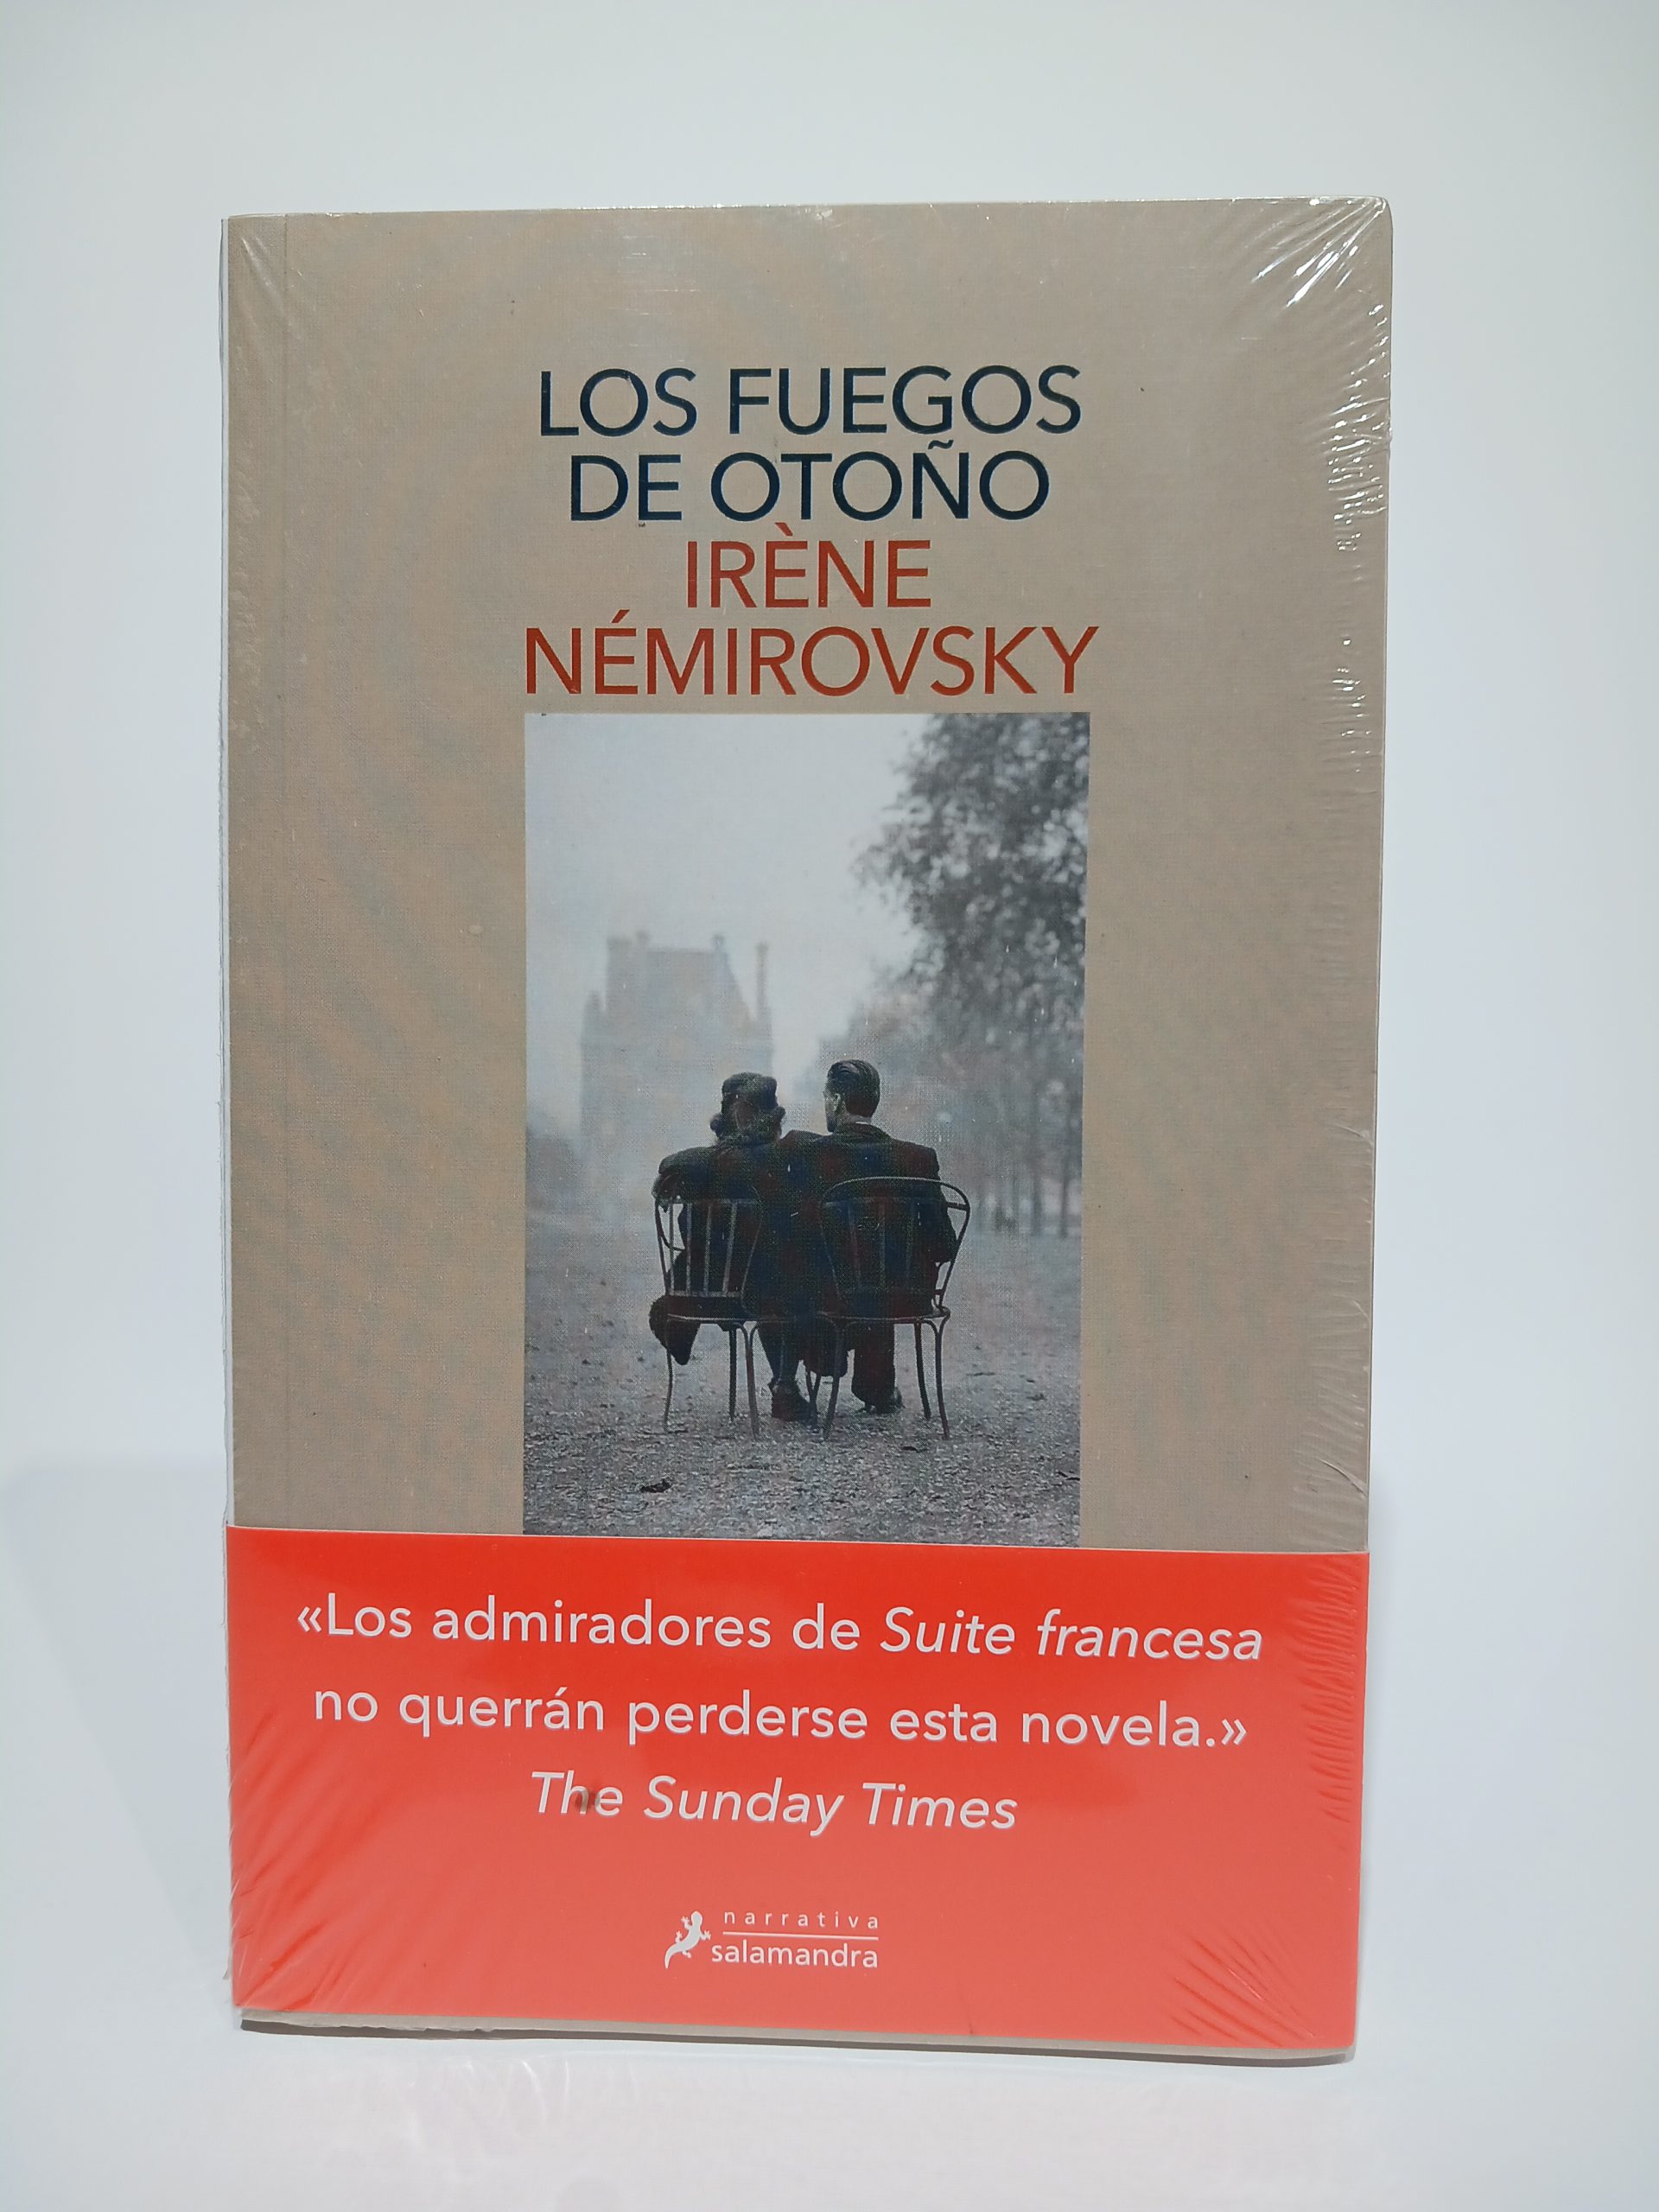 LOS FUEGOS
DE OTOÑO
IRÈNE
NÉMIROVSKY
«Los admiradores de Suite francesa
no querrán perderse esta novela.»
The Sunday Times
narrativa
salamandra